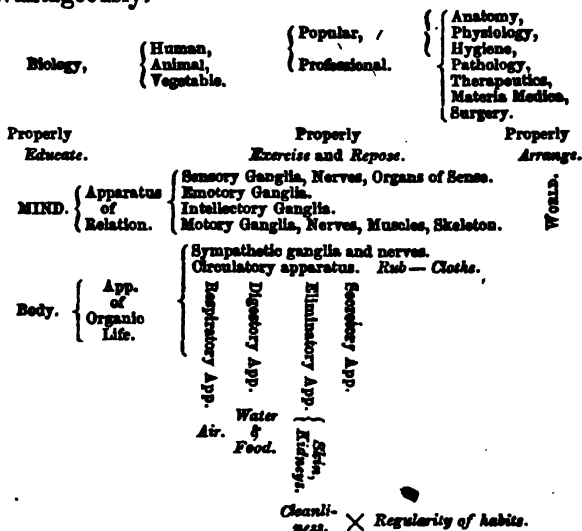 vantageously.
Biology,
Human,
Animal,
Vegetable.
Popular,
Professional.
Anatomy,
Physiology,
Hygiene,
Pathology,
Therapeutics,
Materia Medica,
Surgery.
Properly Properly Properly
Educate. Exercise and Repose. Arrange.
MIND.
Apparatus
of
Relation.
Sensory Ganglia, Nerves, Organs of Sense.
Emotory Ganglia.
Intellectory Ganglia.
Motory Ganglia, Nerves, Muscles, Skeleton.
WORLD.
Body.
App.
of
Organic
Life.
Sympathetic ganglia and nerves.
Circulatory apparatus. Rub — Cloths.
Respiratory App.
Digestory App.
Eliminatory App.
Secretory App.
Air.
Water
&
Food.
Skin,
Kidneys.
Cleanli-
ness. × Regularity of habits.